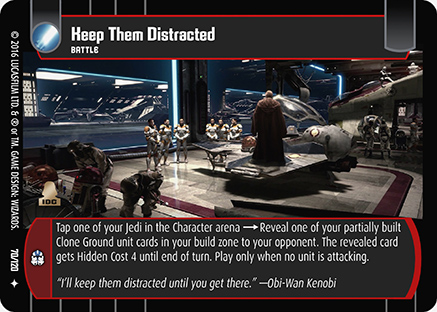 Keep Them Distracted
BATTLE
IDC
Tap one of your Jedi in the Character arena → Reveal one of your partially built
Clone Ground unit cards in your build zone to your opponent. The revealed card
gets Hidden Cost 4 until end of turn. Play only when no unit is attacking.
“I’ll keep them distracted until you get there.” —Obi-Wan Kenobi
© 2016 LUCASFILM LTD. & ® or TM. GAME DESIGN: WIZARDS.
70/120